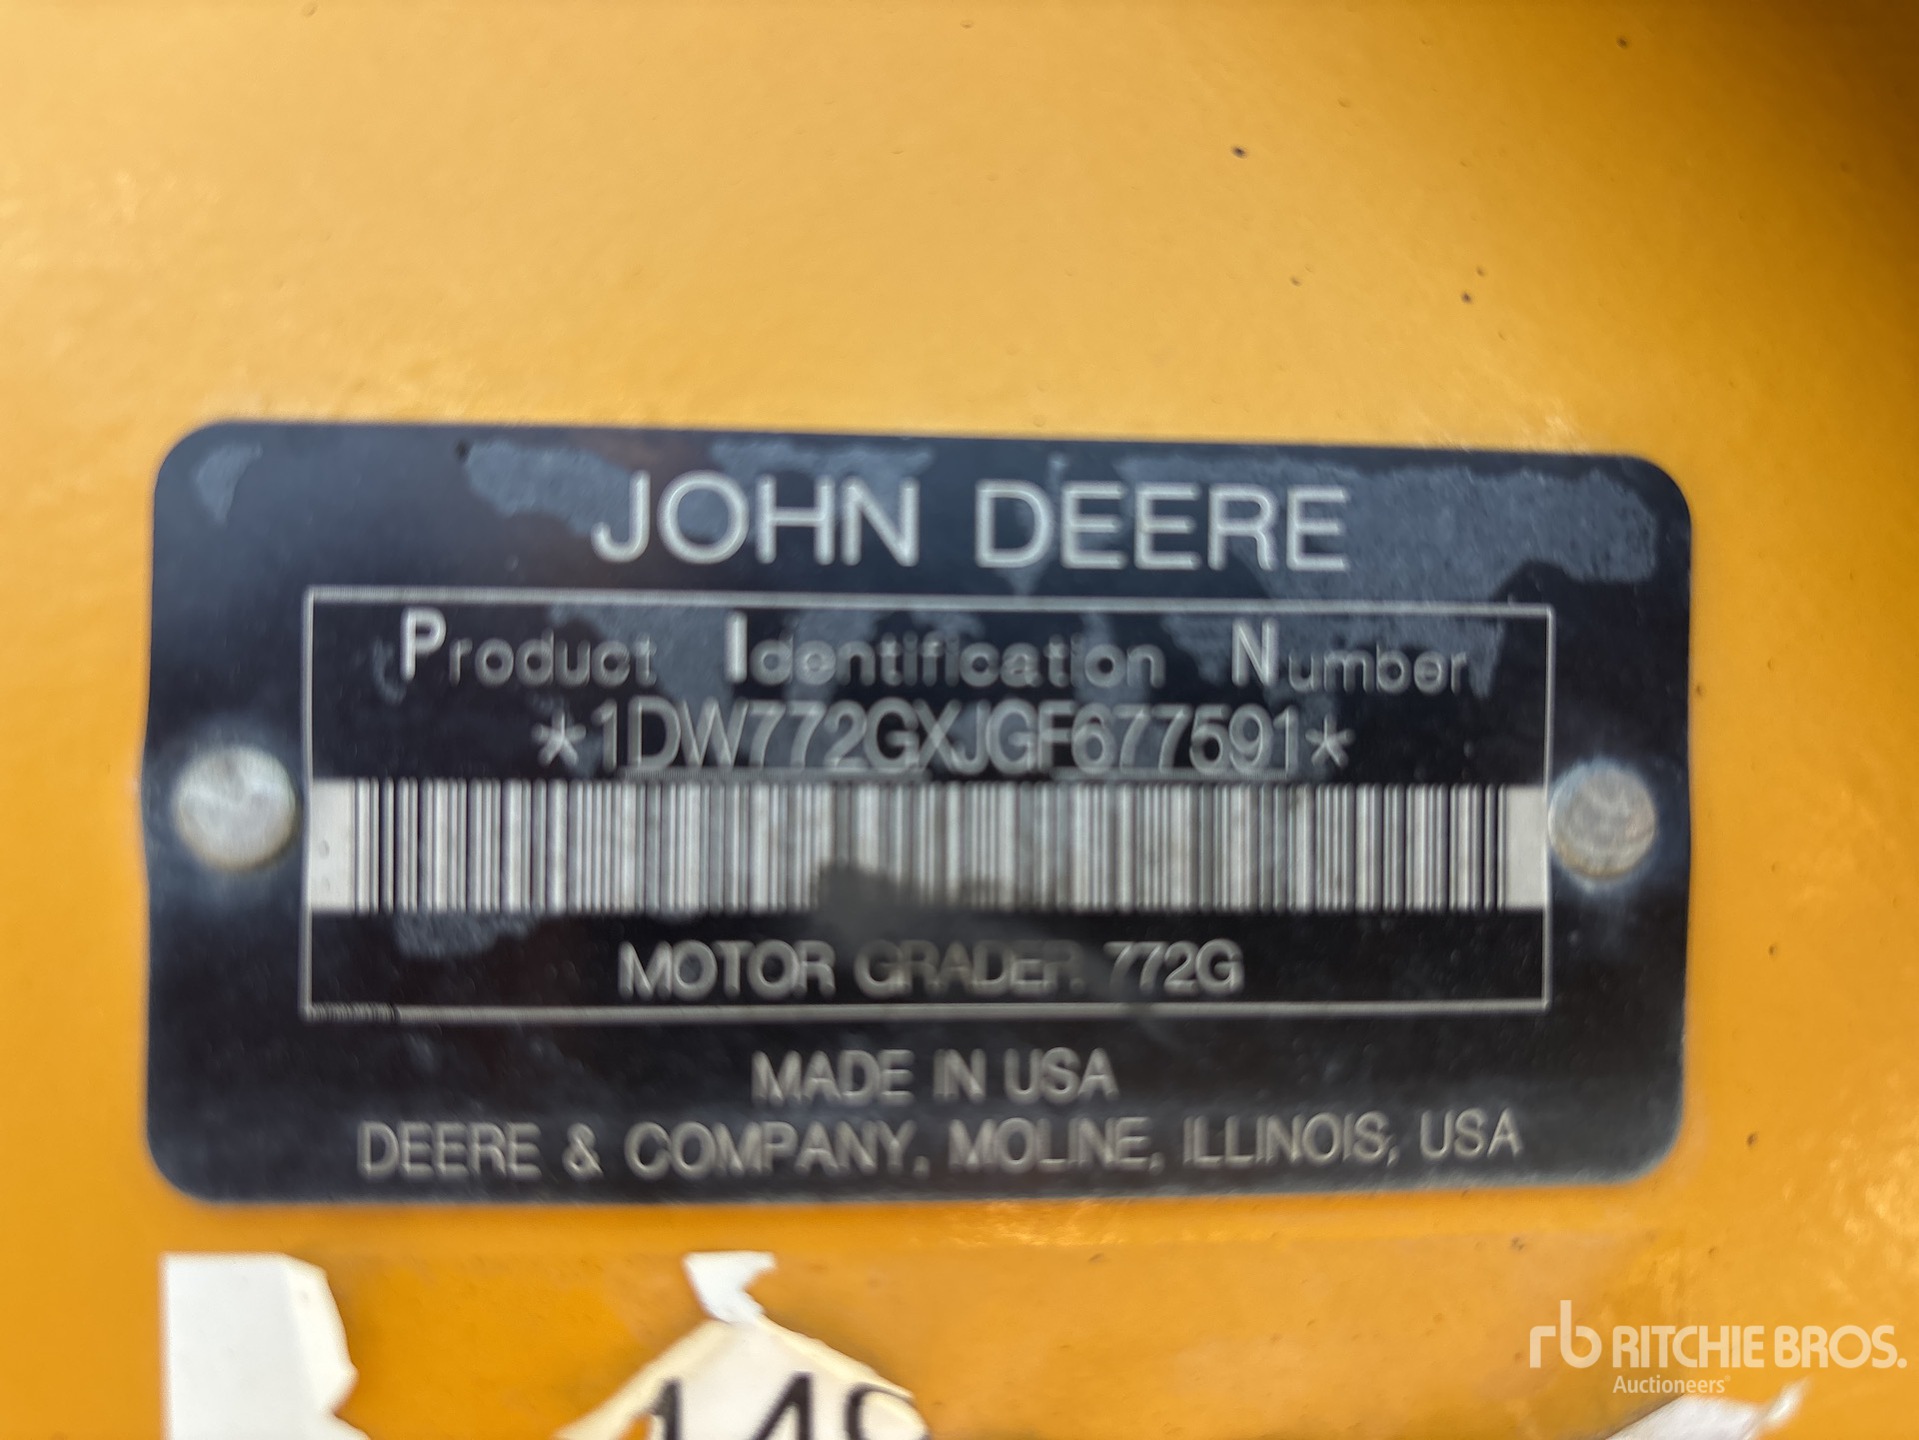 JOHN DEERE
Product Identification Number
*1DW772GXJGF677591*
MOTOR GRADER 772G
MADE IN USA
DEERE & COMPANY, MOLINE, ILLINOIS, USA
rb RITCHIE BROS.
Auctioneers